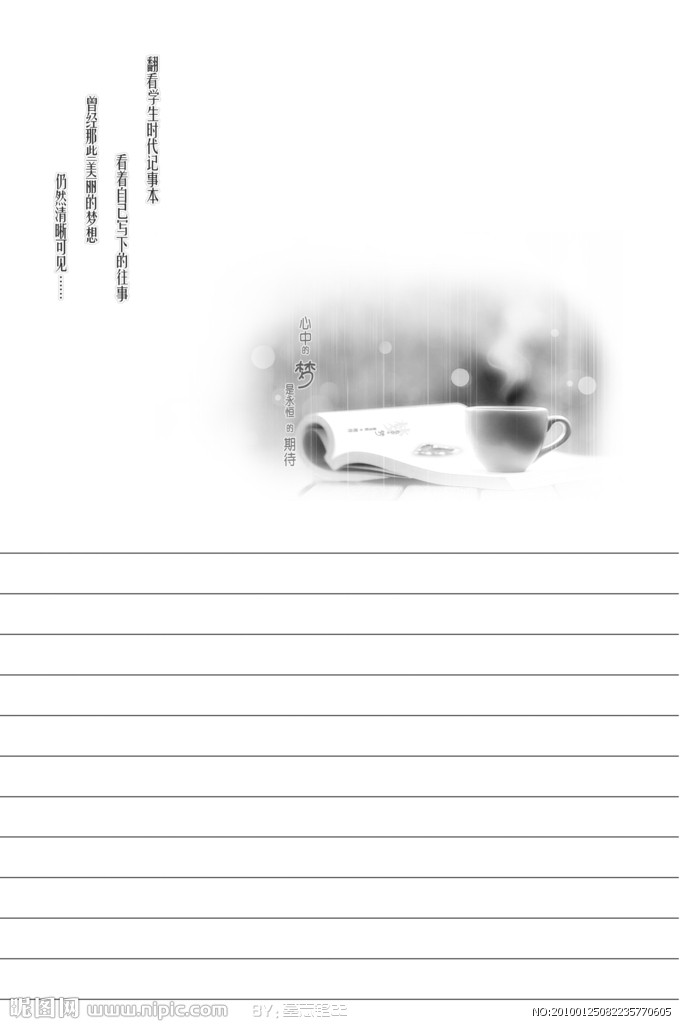 翻看学生时代记事本
看着自己写下的往事
曾经那些美丽的梦想
仍然清晰可见……
心中的
梦
是永恒的
期待
昵图网 www.nipic.com
BY:
NO:20100125082235770605